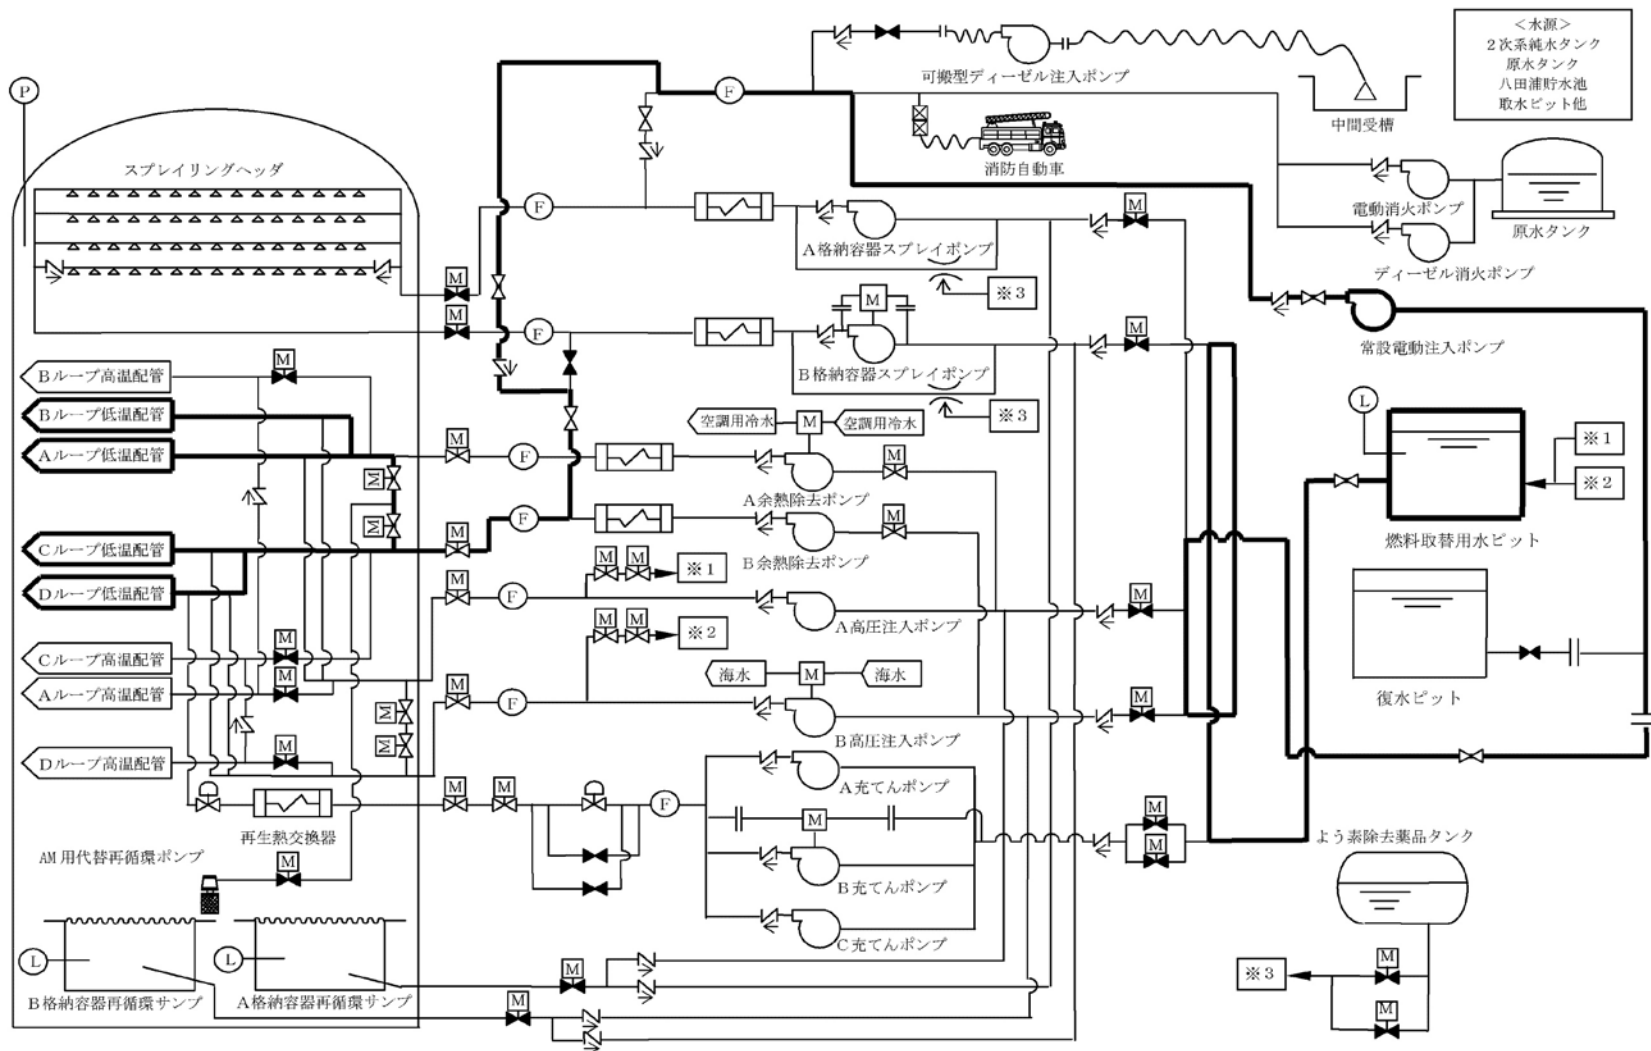 <水源>
2次系純水タンク
原水タンク
八田浦貯水池
取水ピット他
可搬型ディーゼル注入ポンプ
中間受槽
P
F
消防自動車
スプレイリングヘッダ
電動消火ポンプ
原水タンク
ディーゼル消火ポンプ
F
M
A格納容器スプレイポンプ
※3
M
M
M
F
M
B格納容器スプレイポンプ
※3
M
常設電動注入ポンプ
Bループ高温配管
M
Bループ低温配管
空調用冷水
M
空調用冷水
L
Aループ低温配管
M
F
M
※1
※2
A余熱除去ポンプ
M
M
Cループ低温配管
M
F
M
B余熱除去ポンプ
燃料取替用水ピット
Dループ低温配管
M
M
※1
M
F
A高圧注入ポンプ
M
M
M
※2
Cループ高温配管
M
Aループ高温配管
M
海水
M
海水
M
F
B高圧注入ポンプ
M
復水ピット
M
M
Dループ高温配管
M
A充てんポンプ
M
M
F
M
再生熱交換器
B充てんポンプ
M
M
よう素除去薬品タンク
AM用代替再循環ポンプ
M
C充てんポンプ
L
L
M
B格納容器再循環サンプ
A格納容器再循環サンプ
M
※3
M
M